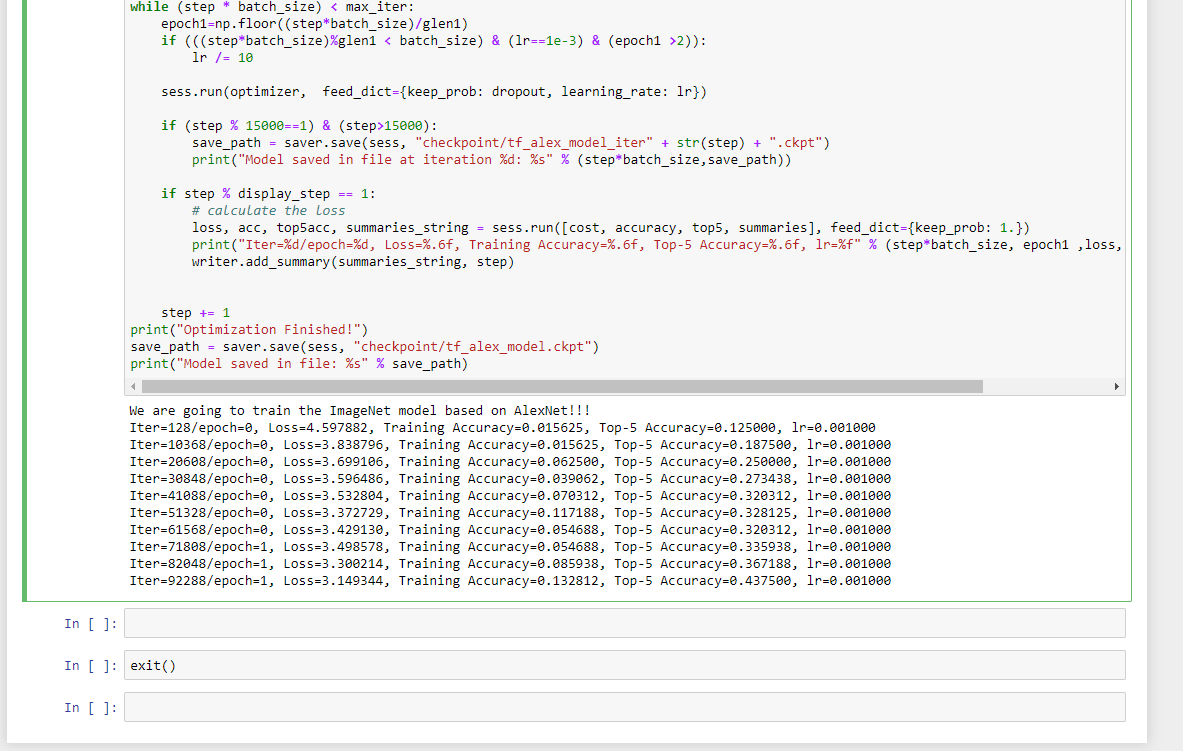 while (step * batch_size) < max_iter:
    epoch1=np.floor((step*batch_size)/glen1)
    if (((step*batch_size)%glen1 < batch_size) & (lr==1e-3) & (epoch1 >2)):
        lr /= 10
    sess.run(optimizer,  feed_dict={keep_prob: dropout, learning_rate: lr})
    if (step % 15000==1) & (step>15000):
        save_path = saver.save(sess, "checkpoint/tf_alex_model_iter" + str(step) + ".ckpt")
        print("Model saved in file at iteration %d: %s" % (step*batch_size,save_path))
    if step % display_step == 1:
        # calculate the loss
        loss, acc, top5acc, summaries_string = sess.run([cost, accuracy, top5, summaries], feed_dict={keep_prob: 1.})
        print("Iter=%d/epoch=%d, Loss=%.6f, Training Accuracy=%.6f, Top-5 Accuracy=%.6f, lr=%f" % (step*batch_size, epoch1 ,loss,
        writer.add_summary(summaries_string, step)
    step += 1
print("Optimization Finished!")
save_path = saver.save(sess, "checkpoint/tf_alex_model.ckpt")
print("Model saved in file: %s" % save_path)
We are going to train the ImageNet model based on AlexNet!!!
Iter=128/epoch=0, Loss=4.597882, Training Accuracy=0.015625, Top-5 Accuracy=0.125000, lr=0.001000
Iter=10368/epoch=0, Loss=3.838796, Training Accuracy=0.015625, Top-5 Accuracy=0.187500, lr=0.001000
Iter=20608/epoch=0, Loss=3.699106, Training Accuracy=0.062500, Top-5 Accuracy=0.250000, lr=0.001000
Iter=30848/epoch=0, Loss=3.596486, Training Accuracy=0.039062, Top-5 Accuracy=0.273438, lr=0.001000
Iter=41088/epoch=0, Loss=3.532804, Training Accuracy=0.070312, Top-5 Accuracy=0.320312, lr=0.001000
Iter=51328/epoch=0, Loss=3.372729, Training Accuracy=0.117188, Top-5 Accuracy=0.328125, lr=0.001000
Iter=61568/epoch=0, Loss=3.429130, Training Accuracy=0.054688, Top-5 Accuracy=0.320312, lr=0.001000
Iter=71808/epoch=1, Loss=3.498578, Training Accuracy=0.054688, Top-5 Accuracy=0.335938, lr=0.001000
Iter=82048/epoch=1, Loss=3.300214, Training Accuracy=0.085938, Top-5 Accuracy=0.367188, lr=0.001000
Iter=92288/epoch=1, Loss=3.149344, Training Accuracy=0.132812, Top-5 Accuracy=0.437500, lr=0.001000
In [ ]:
In [ ]: exit()
In [ ]: